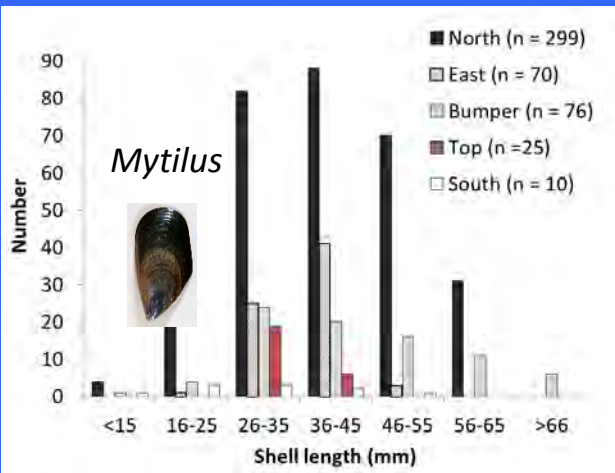 North (n = 299)
East (n = 70)
Bumper (n = 76)
Top (n =25)
South (n = 10)
Mytilus
90
80
70
60
50
40
30
20
10
0
Number
<15 16-25 26-35 36-45 46-55 56-65 >66
Shell length (mm)